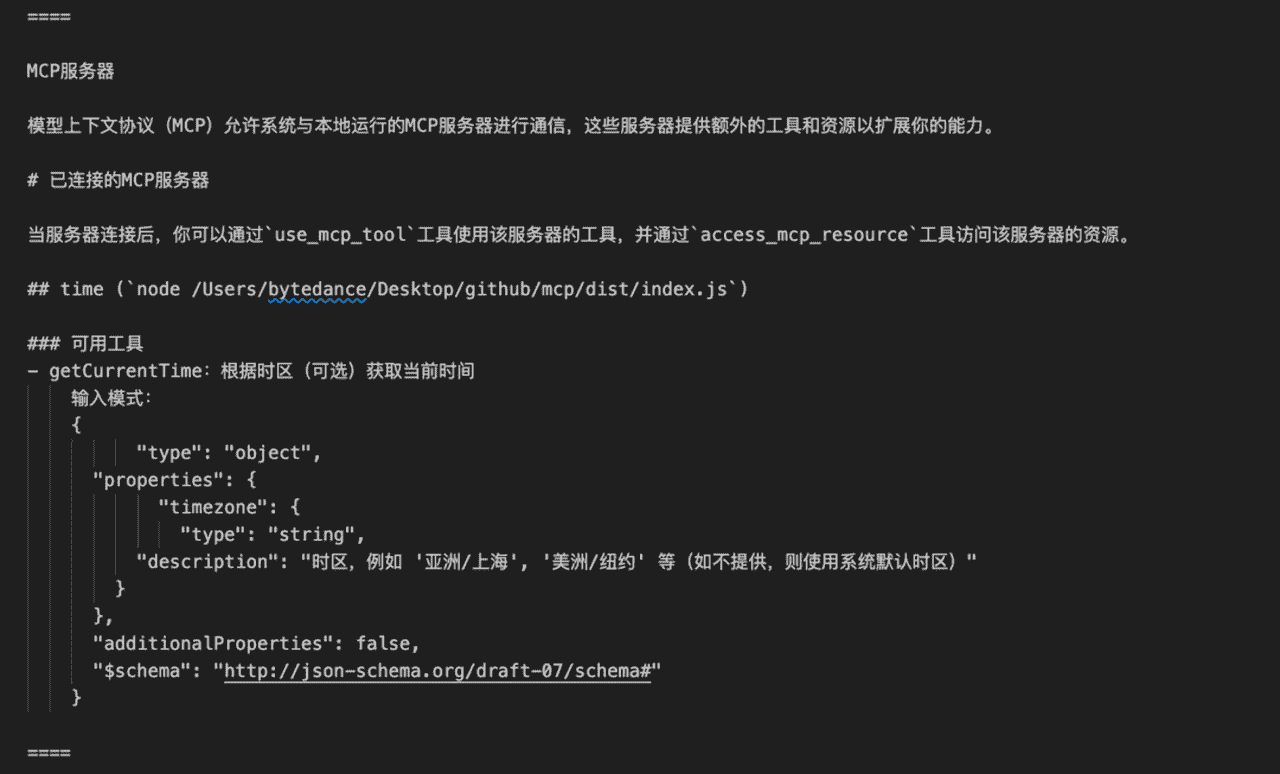 ====
MCP服务器
模型上下文协议（MCP）允许系统与本地运行的MCP服务器进行通信，这些服务器提供额外的工具和资源以扩展你的能力。
# 已连接的MCP服务器
当服务器连接后，你可以通过`use_mcp_tool`工具使用该服务器的工具，并通过`access_mcp_resource`工具访问该服务器的资源。
## time (`node /Users/bytedance/Desktop/github/mcp/dist/index.js`)
### 可用工具
- getCurrentTime：根据时区（可选）获取当前时间
输入模式：
{
"type": "object",
"properties": {
"timezone": {
"type": "string",
"description": "时区，例如 '亚洲/上海', '美洲/纽约' 等（如不提供，则使用系统默认时区）"
}
},
"additionalProperties": false,
"$schema": "http://json-schema.org/draft-07/schema#"
}
====